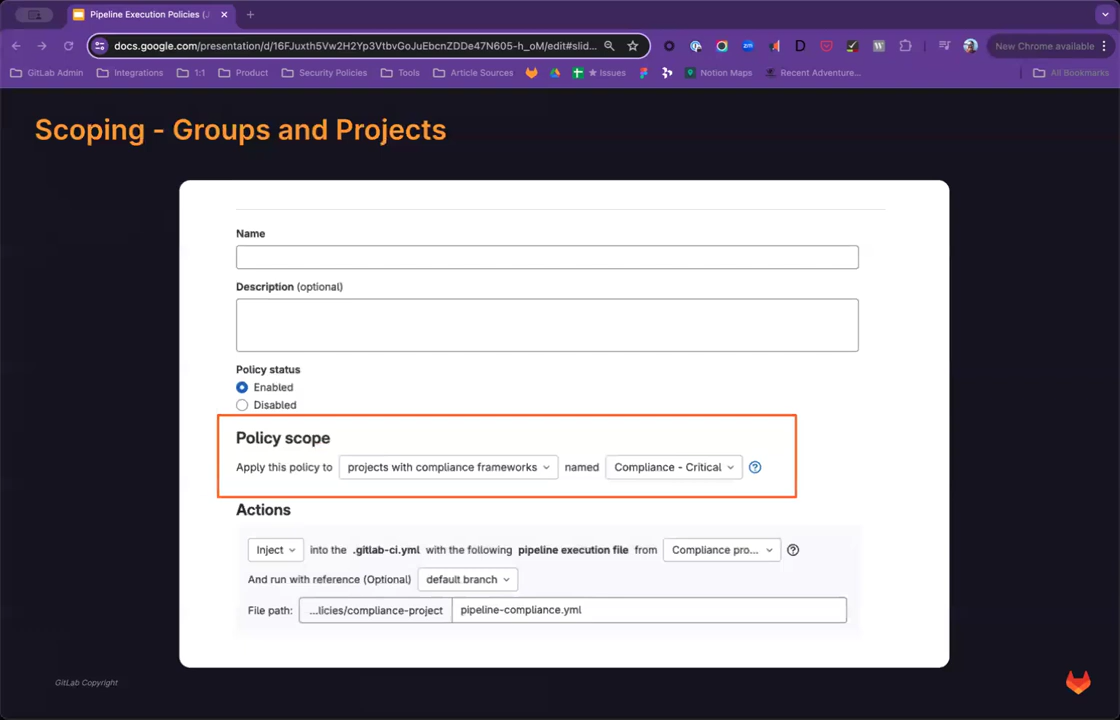 Pipeline Execution Policies (J
docs.google.com/presentation/d/16FJuxth5Vw2H2Yp3VtbvGoJuEbcnZDDe47N605-h_oM/edit#slid...
New Chrome available
GitLab Admin Integrations 1:1 Product Security Policies Tools Article Sources Issues Notion Maps Recent Adventure... All Bookmarks
Scoping - Groups and Projects
Name
Description (optional)
Policy status
Enabled
Disabled
Policy scope
Apply this policy to projects with compliance frameworks named Compliance - Critical ?
Actions
Inject into the .gitlab-ci.yml with the following pipeline execution file from Compliance pro... ?
And run with reference (Optional) default branch
File path: ...licies/compliance-project pipeline-compliance.yml
GitLab Copyright